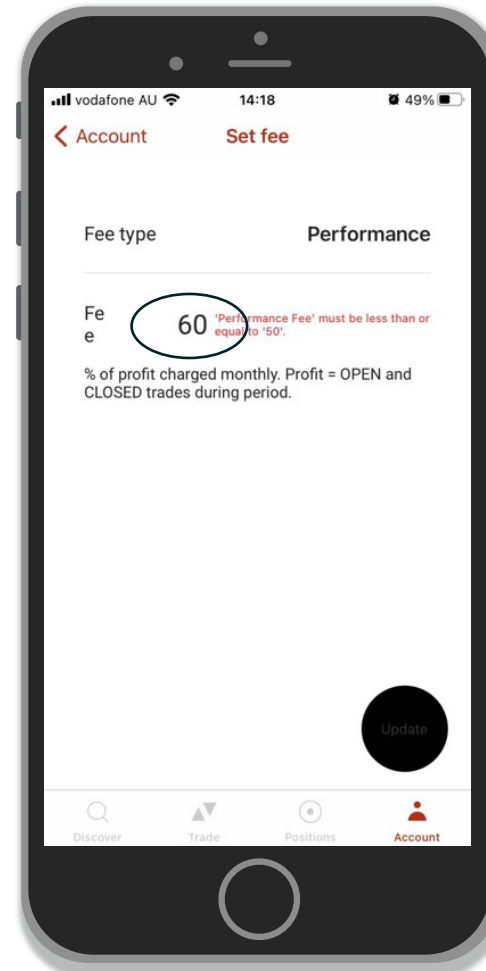 vodafone AU 14:18 49%
Account Set fee
Fee type Performance
Fe
e
60
'Performance Fee' must be less than or
equal to '50'.
% of profit charged monthly. Profit = OPEN and
CLOSED trades during period.
Update
Discover Trade Positions Account